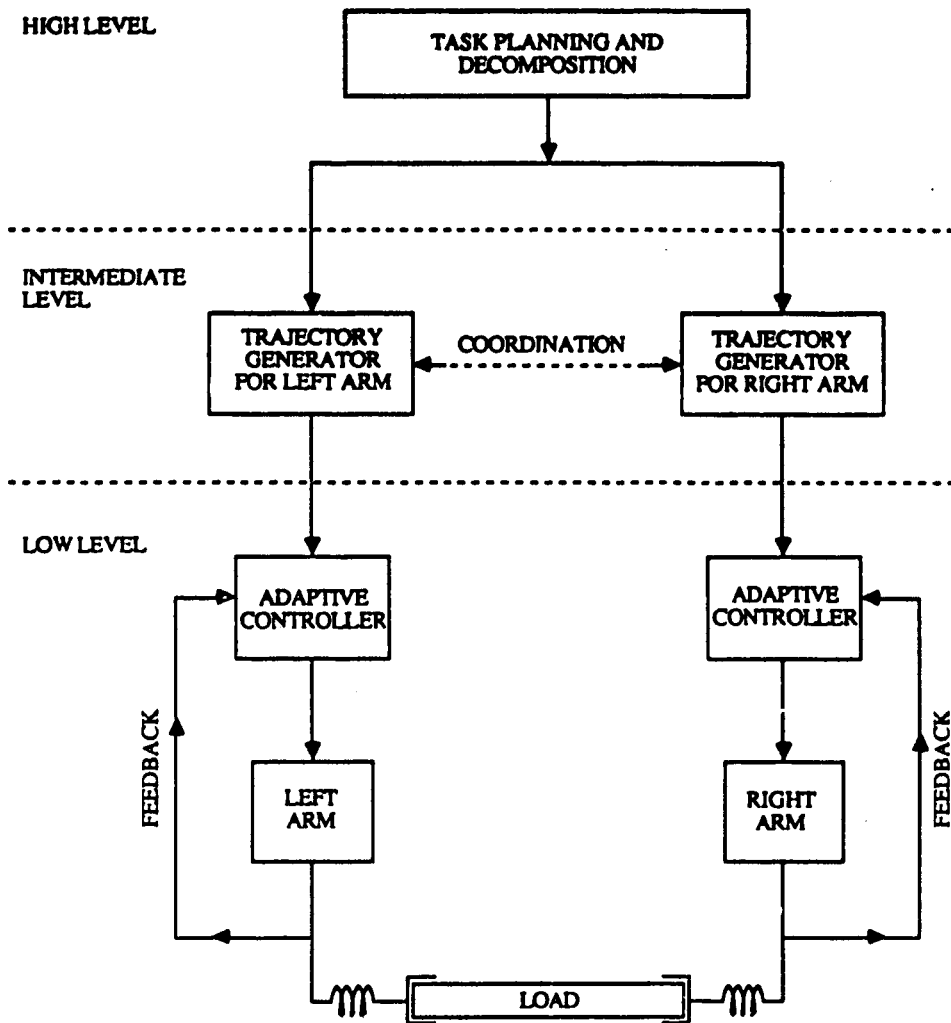 HIGH LEVEL
TASK PLANNING AND
DECOMPOSITION
INTERMEDIATE
LEVEL
TRAJECTORY
GENERATOR
FOR LEFT ARM
COORDINATION
TRAJECTORY
GENERATOR
FOR RIGHT ARM
LOW LEVEL
ADAPTIVE
CONTROLLER
ADAPTIVE
CONTROLLER
FEEDBACK
LEFT
ARM
RIGHT
ARM
FEEDBACK
LOAD